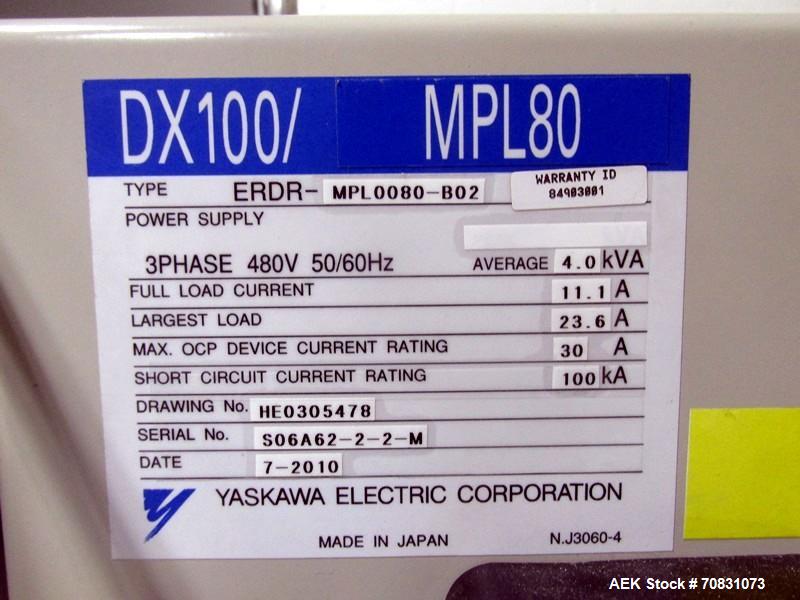 DX100/ MPL80
TYPE ERDR- MPL0080-B02
WARRANTY ID
84903001
POWER SUPPLY
3PHASE 480V 50/60Hz AVERAGE 4.0 kVA
FULL LOAD CURRENT 11.1 A
LARGEST LOAD 23.6 A
MAX. OCP DEVICE CURRENT RATING 30 A
SHORT CIRCUIT CURRENT RATING 100 kA
DRAWING No. HE0305478
SERIAL No. S06A62-2-2-M
DATE 7-2010
YASKAWA ELECTRIC CORPORATION
MADE IN JAPAN N.J3060-4
AEK Stock # 70831073